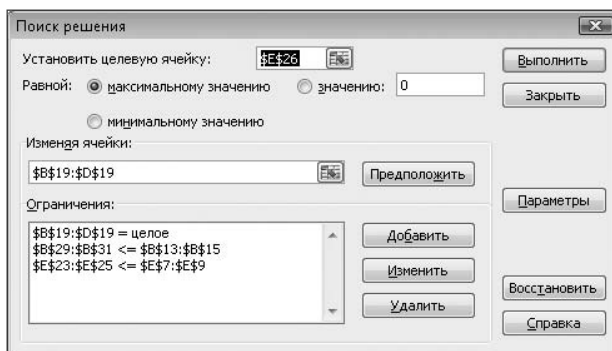 Поиск решения
Установить целевую ячейку: $E$26
Выполнить
Равной: максимальному значению значению: 0
Закрыть
минимальному значению
Изменяя ячейки:
$B$19:$D$19
Предположить
Параметры
Ограничения:
$B$19:$D$19 = целое
$B$29:$B$31 <= $B$13:$B$15
$E$23:$E$25 <= $E$7:$E$9
Добавить
Изменить
Удалить
Восстановить
Справка